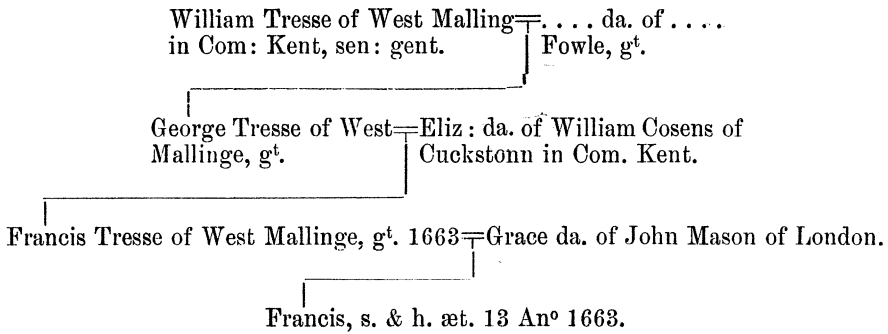 William Tresse of West Malling=. . . . da. of . . . .
in Com: Kent, sen: gent. Fowle, gᵗ.
George Tresse of West=Eliz: da. of William Cosens of
Mallinge, gᵗ. Cuckstonn in Com. Kent.
Francis Tresse of West Mallinge, gᵗ. 1663=Grace da. of John Mason of London.
Francis, s. & h. æt. 13 Anº 1663.